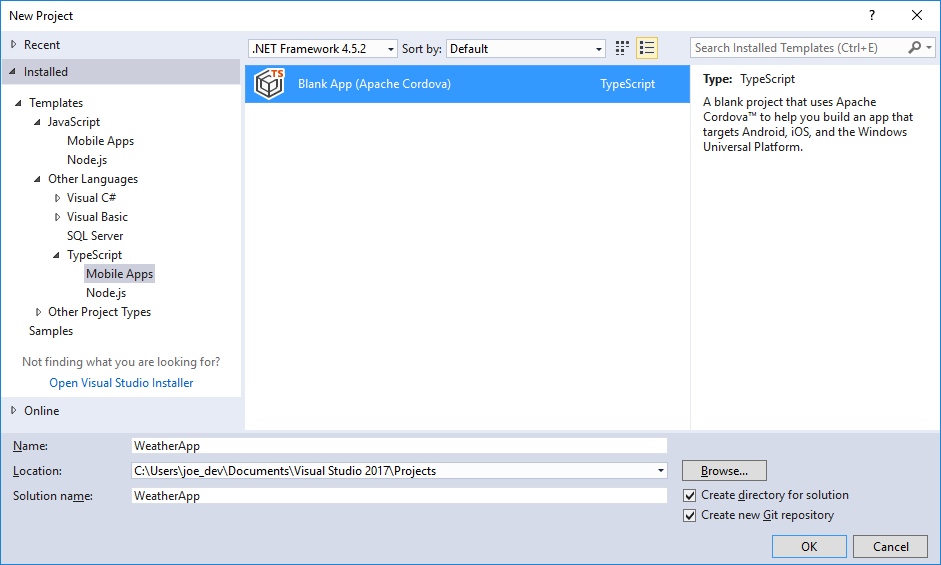 New Project ?
Recent
.NET Framework 4.5.2 Sort by: Default
Search Installed Templates (Ctrl+E)
Installed
Templates
JavaScript
Mobile Apps
Node.js
Other Languages
Visual C#
Visual Basic
SQL Server
TypeScript
Mobile Apps
Node.js
Other Project Types
Samples
Not finding what you are looking for?
Open Visual Studio Installer
Online
TS
Blank App (Apache Cordova) TypeScript
Type: TypeScript
A blank project that uses Apache
Cordova™ to help you build an app that
targets Android, iOS, and the Windows
Universal Platform.
Name: WeatherApp
Location: C:\Users\joe_dev\Documents\Visual Studio 2017\Projects
Browse...
Solution name: WeatherApp
Create directory for solution
Create new Git repository
OK Cancel